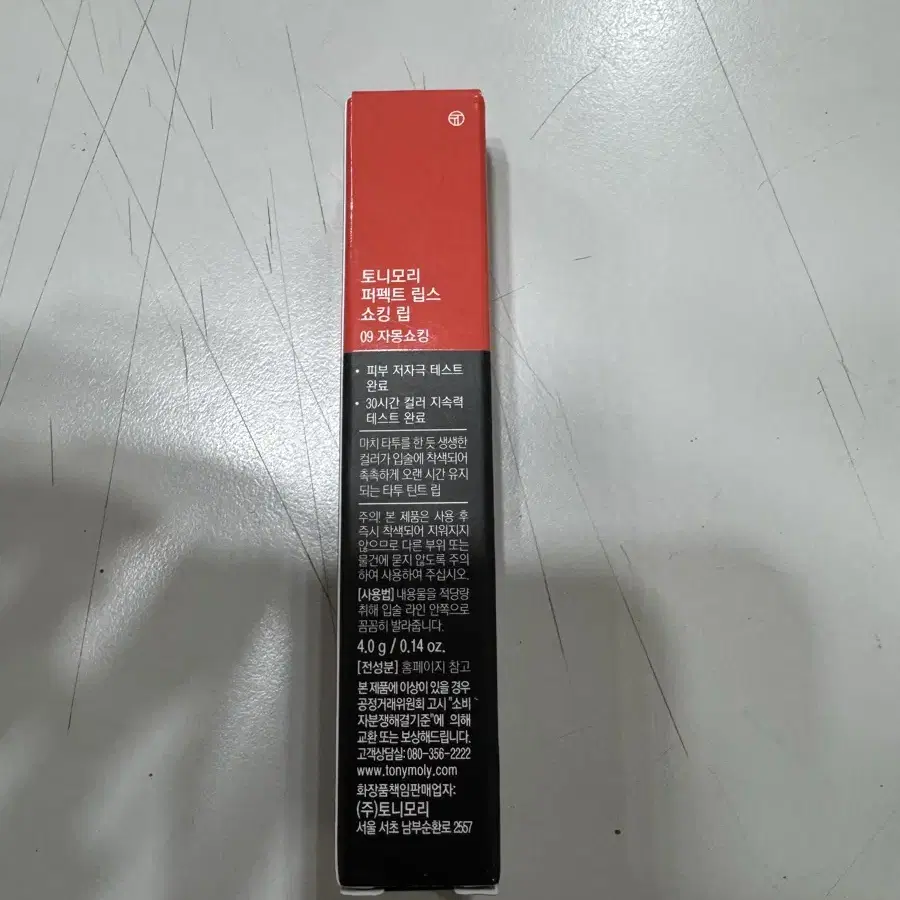 토니모리
퍼펙트 립스
쇼킹 립
09 자몽쇼킹
• 피부 저자극 테스트
완료
• 30시간 컬러 지속력
테스트 완료
마치 타투를 한 듯 생생한
컬러가 입술에 착색되어
촉촉하게 오랜 시간 유지
되는 타투 틴트 립
주의! 본 제품은 사용 후
즉시 착색되어 지워지지
않으므로 다른 부위 또는
물건에 묻지 않도록 주의
하여 사용하여 주십시오.
[사용법] 내용물을 적당량
취해 입술 라인 안쪽으로
꼼꼼히 발라줍니다.
4.0 g / 0.14 oz.
[전성분] 홈페이지 참고
본 제품에 이상이 있을 경우
공정거래위원회 고시 "소비
자분쟁해결기준"에 의해
교환 또는 보상해드립니다.
고객상담실: 080-356-2222
www.tonymoly.com
화장품책임판매업자:
(주)토니모리
서울 서초 남부순환로 2557